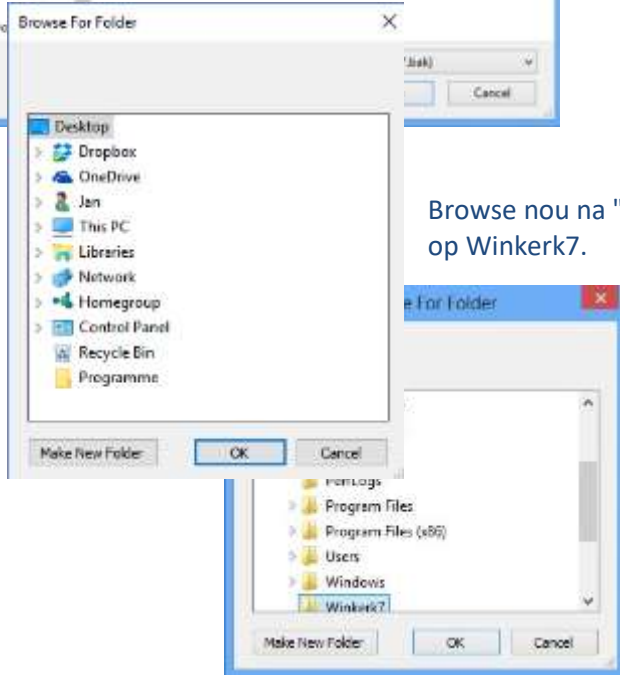 Browse For Folder
.bak)
Cancel
Desktop
Dropbox
OneDrive
Jan
This PC
Libraries
Network
Homegroup
Control Panel
Recycle Bin
Programme
Make New Folder
OK
Cancel
Browse nou na "
op Winkerk7.
e For Folder
PerfLogs
Program Files
Program Files (x86)
Users
Windows
Winkerk7
Make New Folder
OK
Cancel